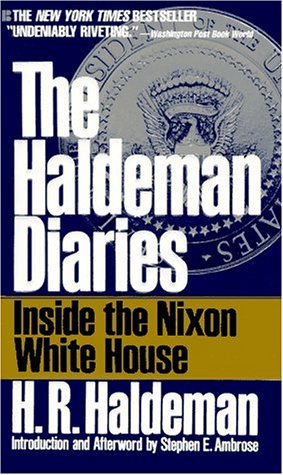 B THE NEW YORK TIMES BESTSELLER
"UNDENIABLY RIVETING." —Washington Post Book World
The
Haldeman
Diaries
Inside the Nixon
White House
H. R. Haldeman
Introduction and Afterword by Stephen E. Ambrose